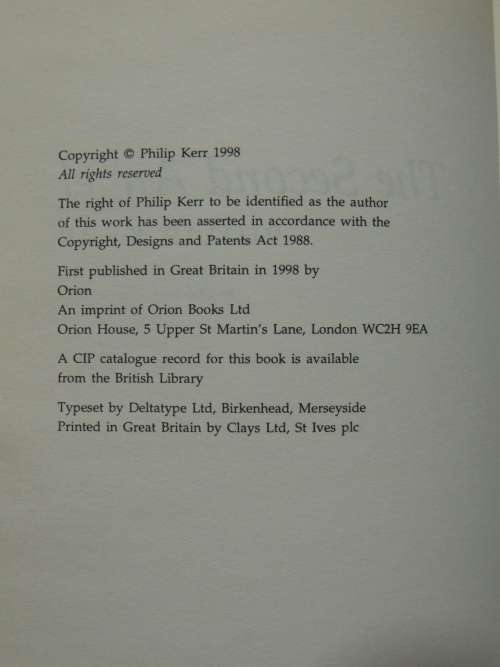 Copyright © Philip Kerr 1998
All rights reserved
The right of Philip Kerr to be identified as the author
of this work has been asserted in accordance with the
Copyright, Designs and Patents Act 1988.
First published in Great Britain in 1998 by
Orion
An imprint of Orion Books Ltd
Orion House, 5 Upper St Martin's Lane, London WC2H 9EA
A CIP catalogue record for this book is available
from the British Library
Typeset by Deltatype Ltd, Birkenhead, Merseyside
Printed in Great Britain by Clays Ltd, St Ives plc
The Second